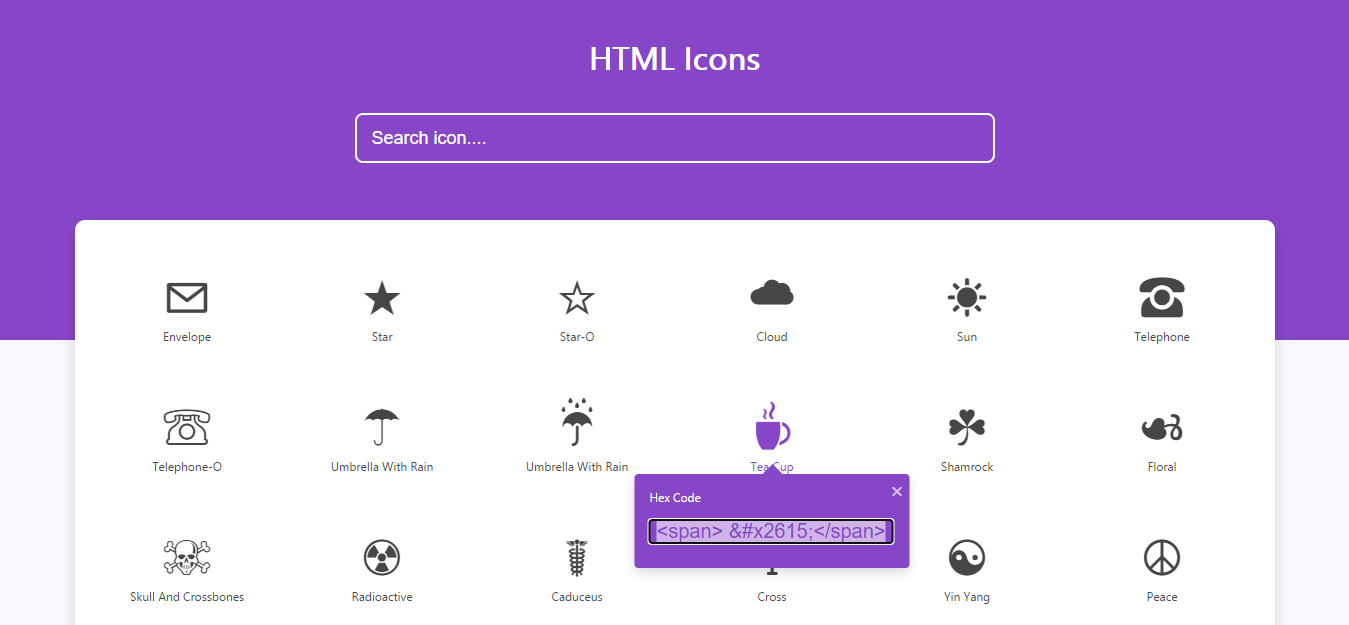 HTML Icons
Search icon....
Envelope
Star
Star-O
Cloud
Sun
Telephone
Telephone-O
Umbrella With Rain
Umbrella With Rain
Tea Cup
Shamrock
Floral
Hex Code
×
<span> &#x2615;</span>
Skull And Crossbones
Radioactive
Caduceus
Cross
Yin Yang
Peace